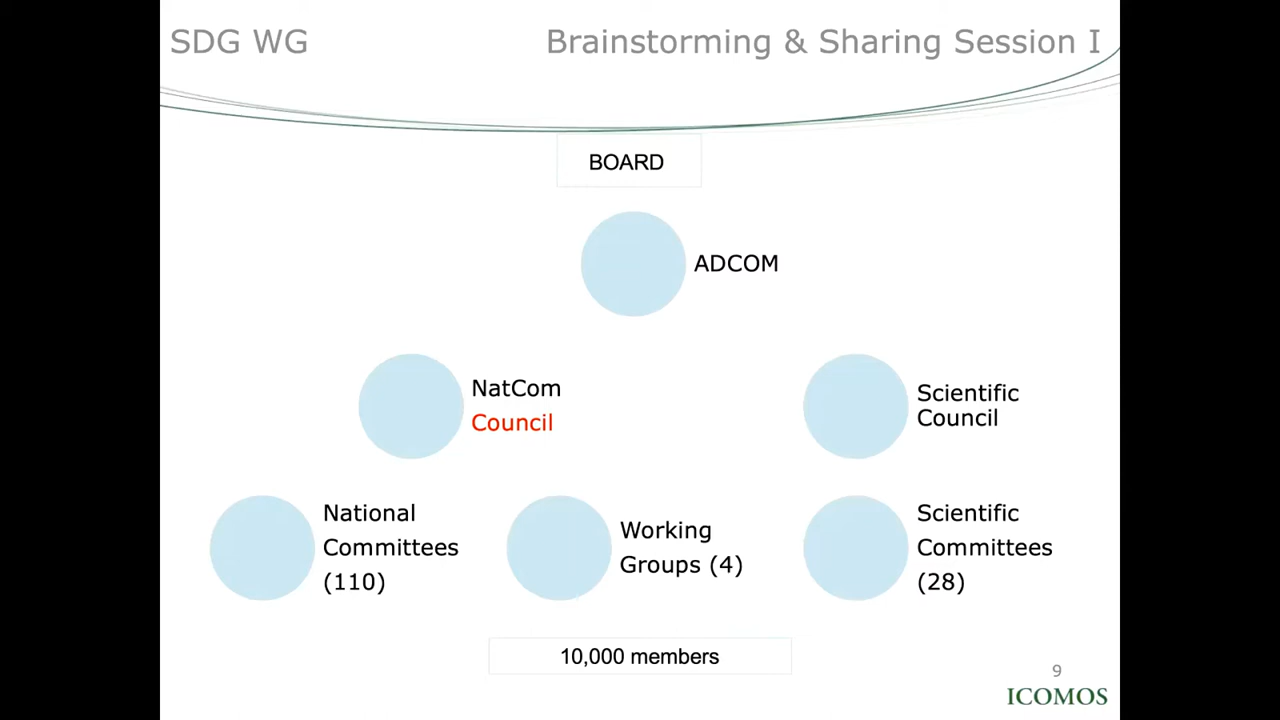 SDG WG
Brainstorming & Sharing Session I
BOARD
ADCOM
NatCom
Council
Scientific
Council
National
Committees
(110)
Working
Groups (4)
Scientific
Committees
(28)
10,000 members
9
ICOMOS